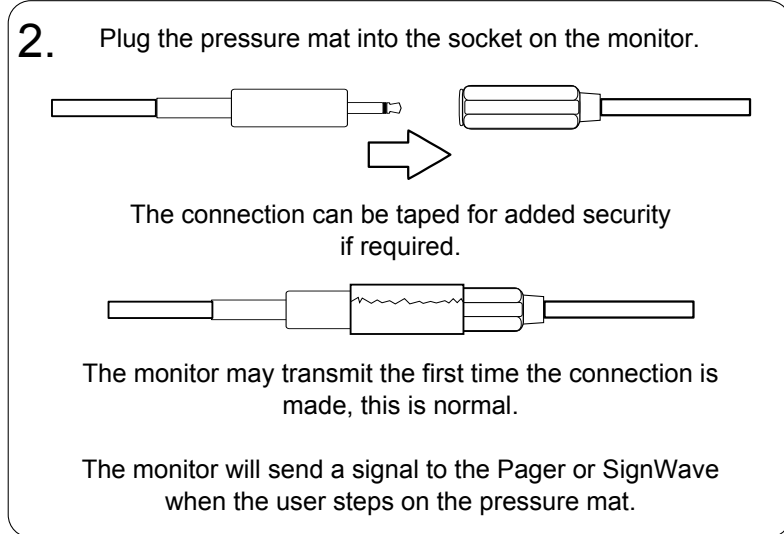 2.
Plug the pressure mat into the socket on the monitor.
The connection can be taped for added security
if required.
The monitor may transmit the first time the connection is
made, this is normal.
The monitor will send a signal to the Pager or SignWave
when the user steps on the pressure mat.